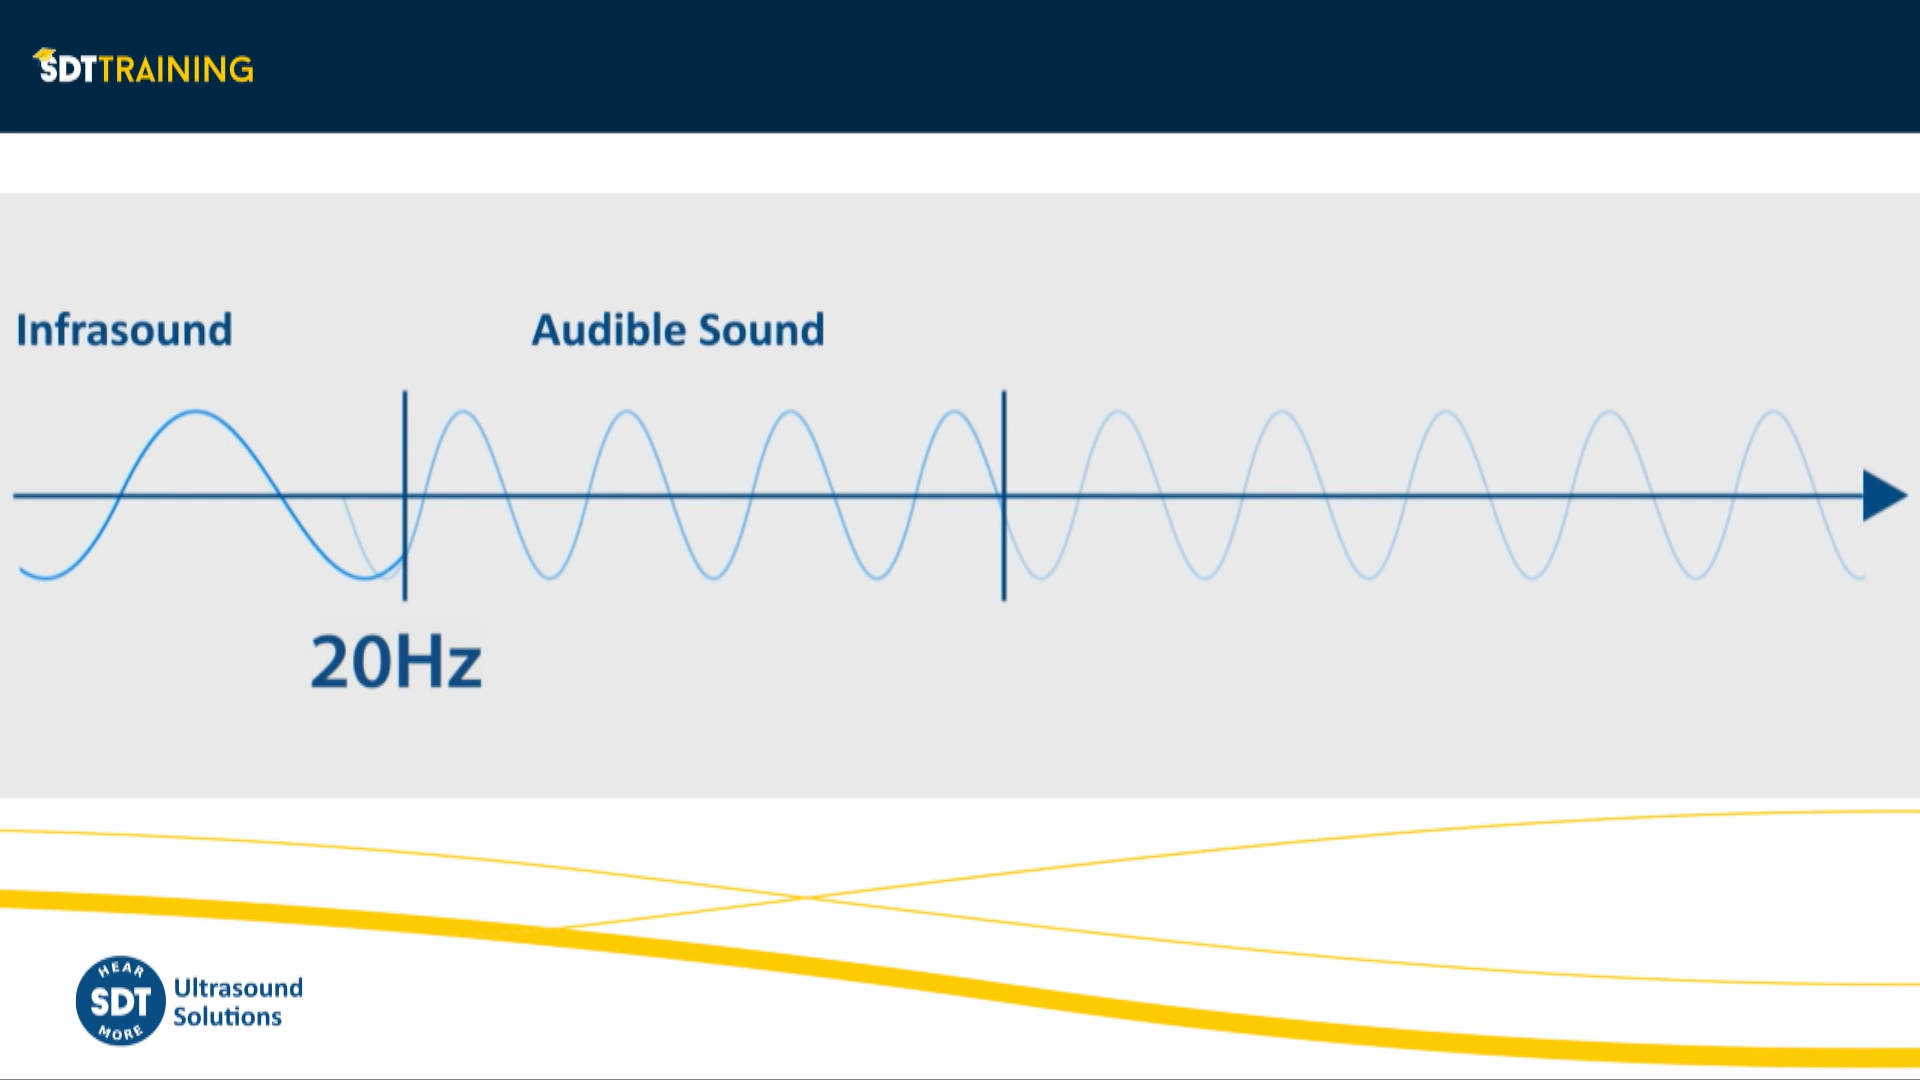 SDTTRAINING
Infrasound
Audible Sound
20Hz
HEAR
SDT
MORE
Ultrasound
Solutions